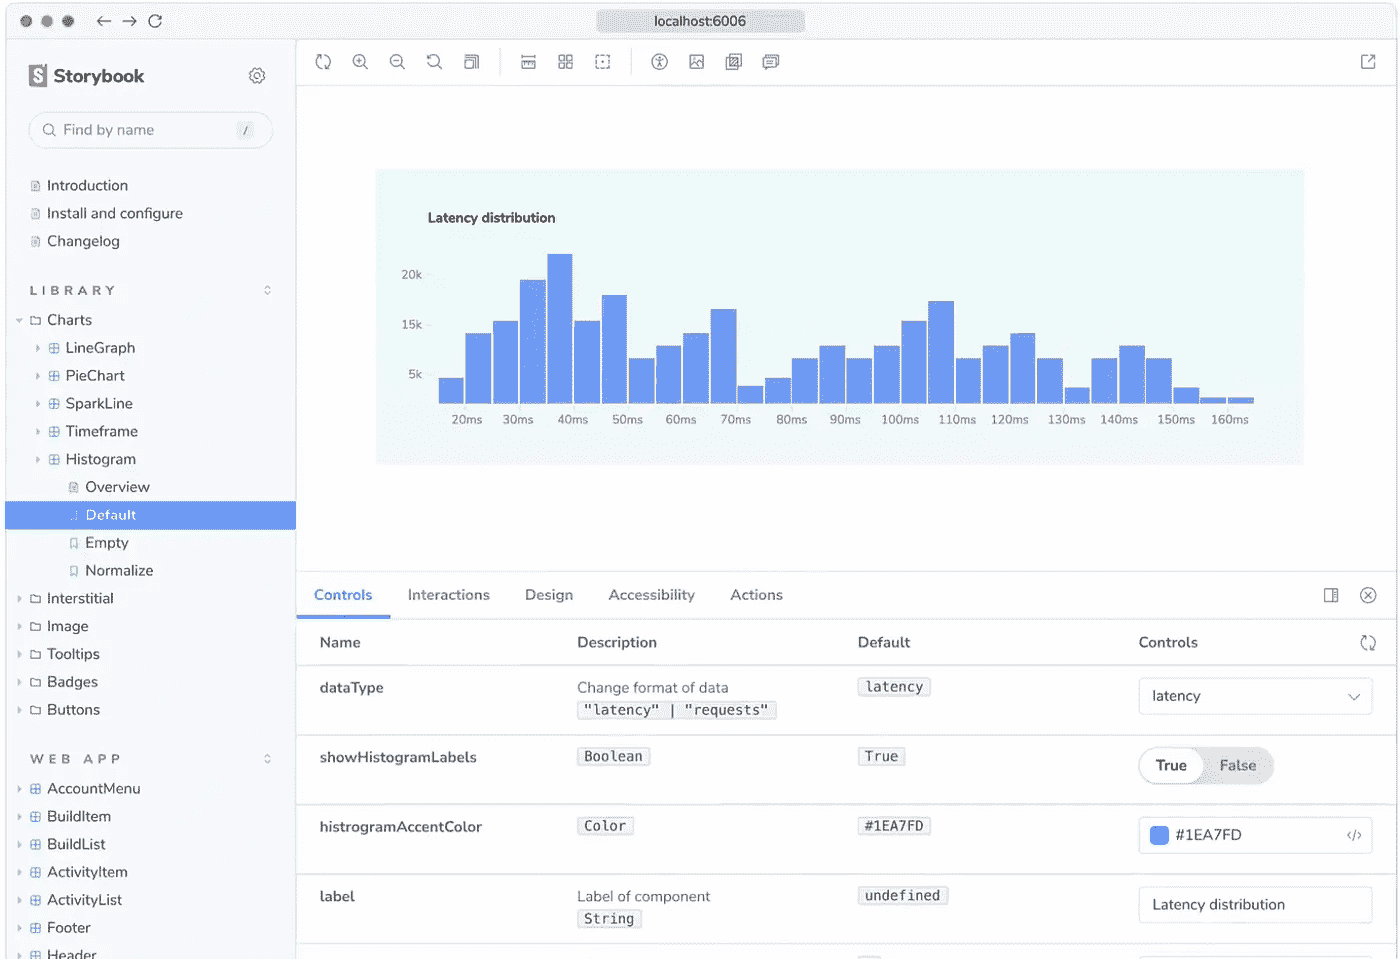 localhost:6006
Storybook
Find by name /
Introduction
Install and configure
Changelog
LIBRARY
Charts
LineGraph
PieChart
SparkLine
Timeframe
Histogram
Overview
Default
Empty
Normalize
Interstitial
Image
Tooltips
Badges
Buttons
WEB APP
AccountMenu
BuildItem
BuildList
ActivityItem
ActivityList
Footer
Header
Latency distribution
20k
15k
5k
20ms 30ms 40ms 50ms 60ms 70ms 80ms 90ms 100ms 110ms 120ms 130ms 140ms 150ms 160ms
Controls Interactions Design Accessibility Actions
Name Description Default Controls
dataType Change format of data latency latency
"latency" | "requests"
showHistogramLabels Boolean True True False
histrogramAccentColor Color #1EA7FD #1EA7FD
label Label of component undefined Label distribution
String